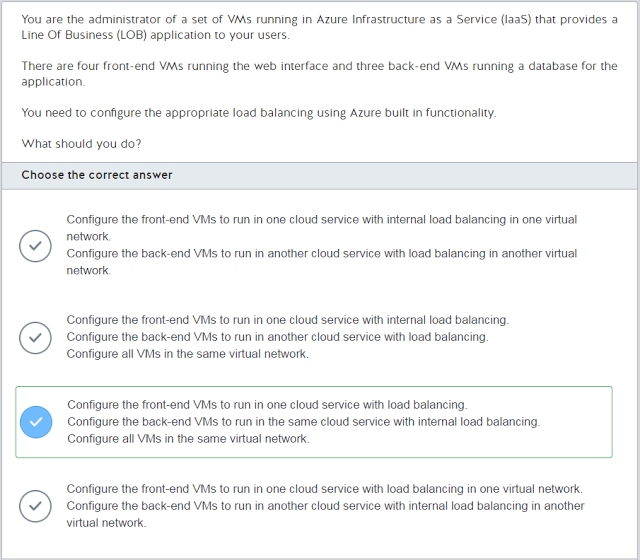 You are the administrator of a set of VMs running in Azure Infrastructure as a Service (IaaS) that provides a
Line Of Business (LOB) application to your users.
There are four front-end VMs running the web interface and three back-end VMs running a database for the
application.
You need to configure the appropriate load balancing using Azure built in functionality.
What should you do?
Choose the correct answer
Configure the front-end VMs to run in one cloud service with internal load balancing in one virtual
network.
Configure the back-end VMs to run in another cloud service with load balancing in another virtual
network.
Configure the front-end VMs to run in one cloud service with internal load balancing.
Configure the back-end VMs to run in another cloud service with load balancing.
Configure all VMs in the same virtual network.
Configure the front-end VMs to run in one cloud service with load balancing.
Configure the back-end VMs to run in the same cloud service with internal load balancing.
Configure all VMs in the same virtual network.
Configure the front-end VMs to run in one cloud service with load balancing in one virtual network.
Configure the back-end VMs to run in another cloud service with internal load balancing in another
virtual network.